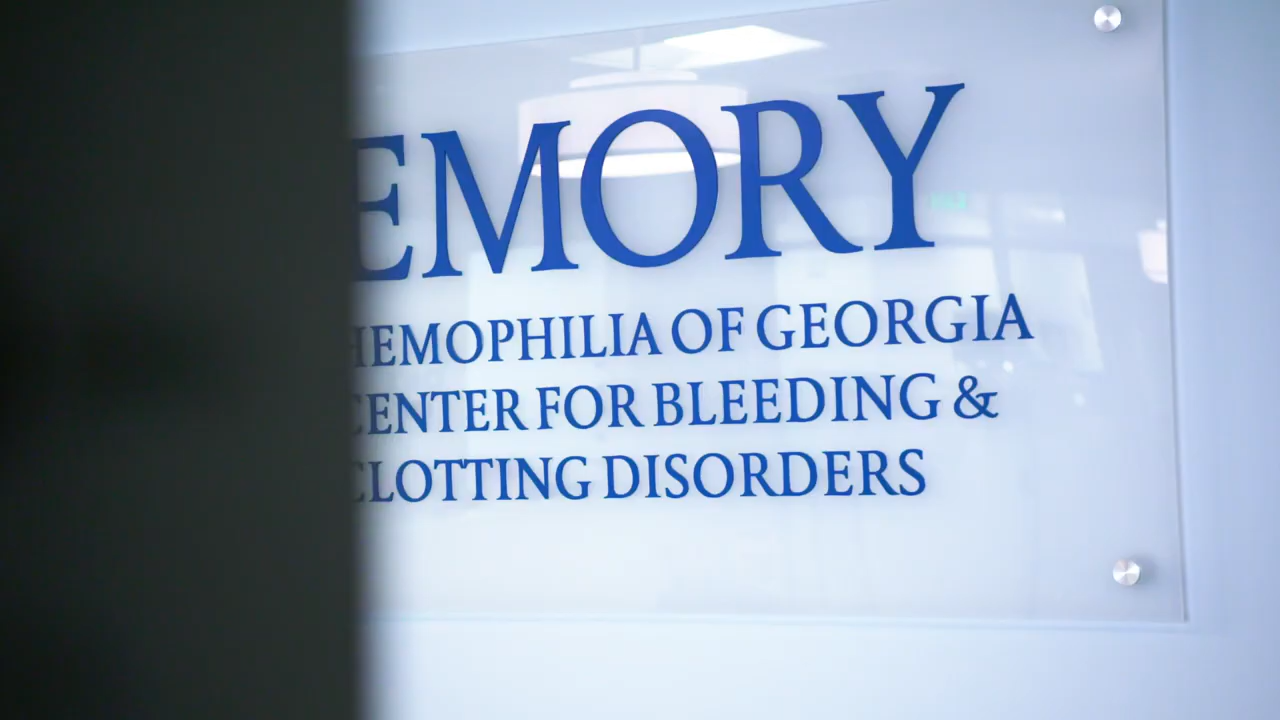 EMORY
HEMOPHILIA OF GEORGIA
CENTER FOR BLEEDING &
CLOTTING DISORDERS